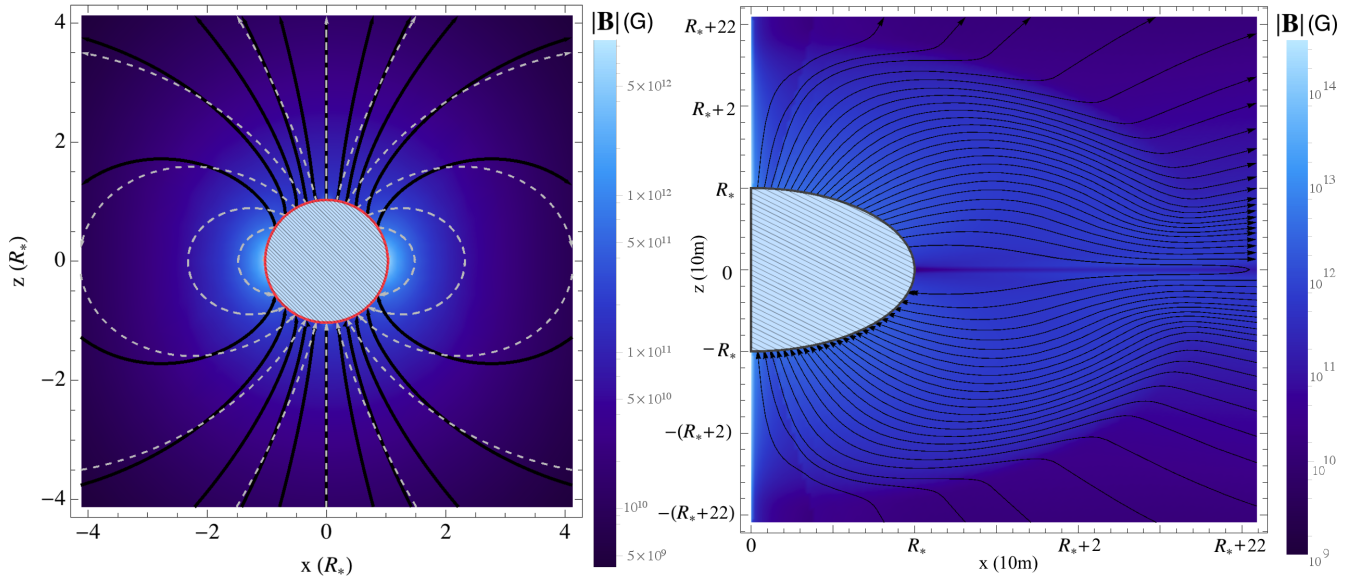 |B| (G)
4
2
0
−2
−4
z (R*)
−4
−2
0
2
4
x (R*)
5×10¹²
1×10¹²
5×10¹¹
1×10¹¹
5×10¹⁰
10¹⁰
5×10⁹
|B| (G)
R*+22
R*+2
R*
0
−R*
−(R*+2)
−(R*+22)
z (10m)
0
R*
R*+2
R*+22
x (10m)
10¹⁴
10¹³
10¹²
10¹¹
10¹⁰
10⁹